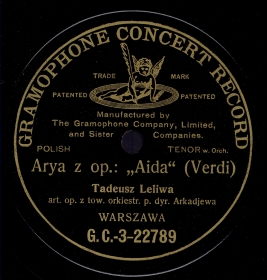 GRAMOPHONE CONCERT RECORD
TRADE MARK
PATENTED PATENTED
Manufactured by
The Gramophone Company, Limited,
and Sister Companies.
POLISH TENOR w. Orch.
Arya z op.: „Aida“ (Verdi)
Tadeusz Leliwa
art. op. z tow. orkiestr. p. dyr. Arkadjewa
WARSZAWA
G.C.-3-22789